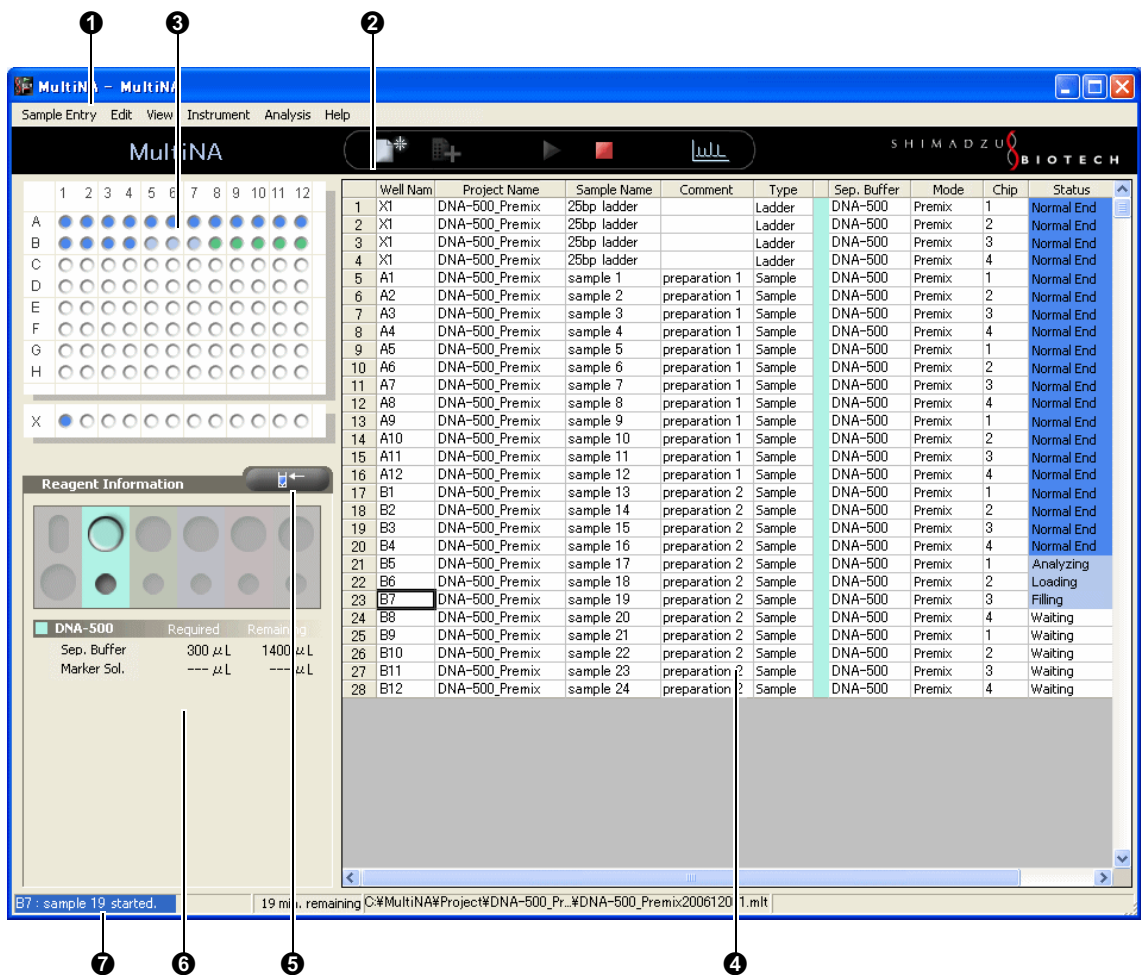 1 3 2
MultiNA - MultiNA
Sample Entry Edit View Instrument Analysis Help
MultiNA
SHIMADZU
BIOTECH
1 2 3 4 5 6 7 8 9 10 11 12
A
B
C
D
E
F
G
H
X
Reagent Information
DNA-500 Required Remaining
Sep. Buffer 300 μL 1400 μL
Marker Sol. --- μL --- μL
Well Nam Project Name Sample Name Comment Type Sep. Buffer Mode Chip Status
1 X1 DNA-500_Premix 25bp ladder Ladder DNA-500 Premix 1 Normal End
2 X1 DNA-500_Premix 25bp ladder Ladder DNA-500 Premix 2 Normal End
3 X1 DNA-500_Premix 25bp ladder Ladder DNA-500 Premix 3 Normal End
4 X1 DNA-500_Premix 25bp ladder Ladder DNA-500 Premix 4 Normal End
5 A1 DNA-500_Premix sample 1 preparation 1 Sample DNA-500 Premix 1 Normal End
6 A2 DNA-500_Premix sample 2 preparation 1 Sample DNA-500 Premix 2 Normal End
7 A3 DNA-500_Premix sample 3 preparation 1 Sample DNA-500 Premix 3 Normal End
8 A4 DNA-500_Premix sample 4 preparation 1 Sample DNA-500 Premix 4 Normal End
9 A5 DNA-500_Premix sample 5 preparation 1 Sample DNA-500 Premix 1 Normal End
10 A6 DNA-500_Premix sample 6 preparation 1 Sample DNA-500 Premix 2 Normal End
11 A7 DNA-500_Premix sample 7 preparation 1 Sample DNA-500 Premix 3 Normal End
12 A8 DNA-500_Premix sample 8 preparation 1 Sample DNA-500 Premix 4 Normal End
13 A9 DNA-500_Premix sample 9 preparation 1 Sample DNA-500 Premix 1 Normal End
14 A10 DNA-500_Premix sample 10 preparation 1 Sample DNA-500 Premix 2 Normal End
15 A11 DNA-500_Premix sample 11 preparation 1 Sample DNA-500 Premix 3 Normal End
16 A12 DNA-500_Premix sample 12 preparation 1 Sample DNA-500 Premix 4 Normal End
17 B1 DNA-500_Premix sample 13 preparation 2 Sample DNA-500 Premix 1 Normal End
18 B2 DNA-500_Premix sample 14 preparation 2 Sample DNA-500 Premix 2 Normal End
19 B3 DNA-500_Premix sample 15 preparation 2 Sample DNA-500 Premix 3 Normal End
20 B4 DNA-500_Premix sample 16 preparation 2 Sample DNA-500 Premix 4 Normal End
21 B5 DNA-500_Premix sample 17 preparation 2 Sample DNA-500 Premix 1 Analyzing
22 B6 DNA-500_Premix sample 18 preparation 2 Sample DNA-500 Premix 2 Loading
23 B7 DNA-500_Premix sample 19 preparation 2 Sample DNA-500 Premix 3 Filling
24 B8 DNA-500_Premix sample 20 preparation 2 Sample DNA-500 Premix 4 Waiting
25 B9 DNA-500_Premix sample 21 preparation 2 Sample DNA-500 Premix 1 Waiting
26 B10 DNA-500_Premix sample 22 preparation 2 Sample DNA-500 Premix 2 Waiting
27 B11 DNA-500_Premix sample 23 preparation 2 Sample DNA-500 Premix 3 Waiting
28 B12 DNA-500_Premix sample 24 preparation 2 Sample DNA-500 Premix 4 Waiting
B7 : sample 19 started. 19 min. remaining C:¥MultiNA¥Project¥DNA-500_Pr...¥DNA-500_Premix200612011.mlt
7 6 5 4